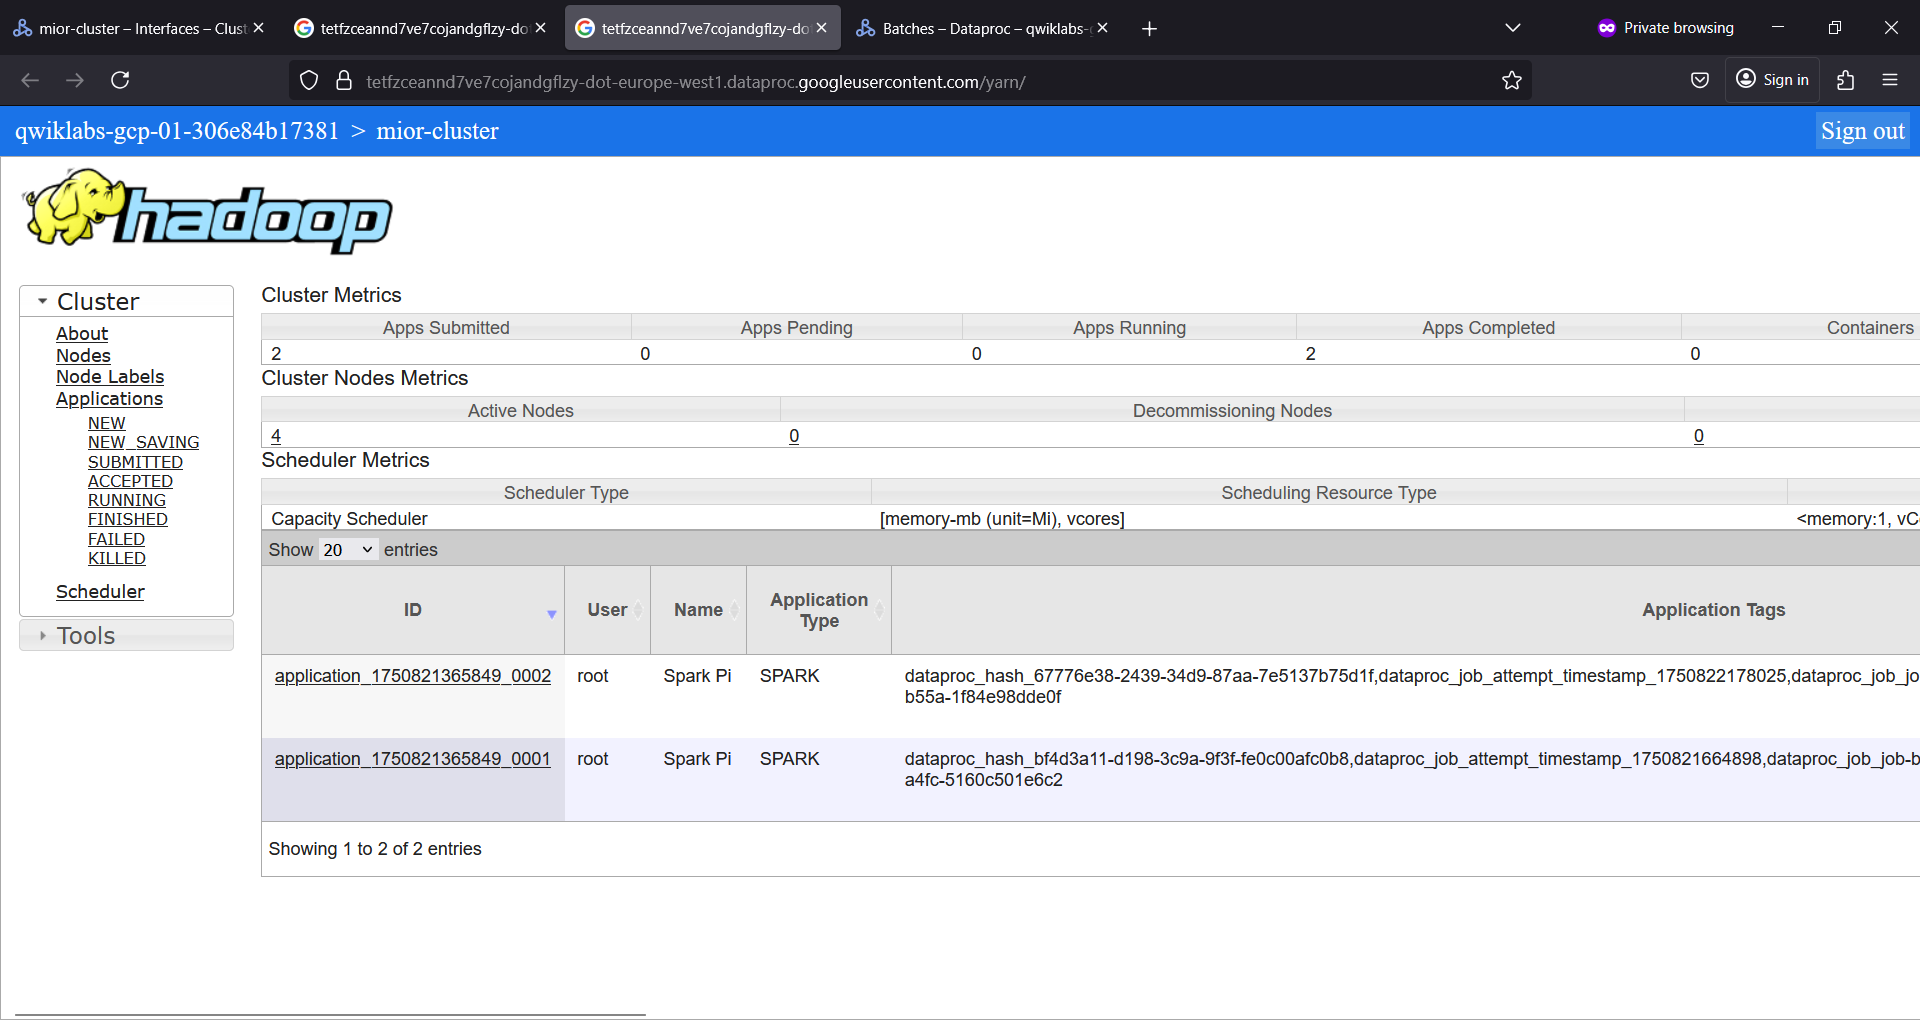 mior-cluster – Interfaces – Clust
tetfzceannd7ve7cojandgflzy-do
tetfzceannd7ve7cojandgflzy-do
Batches – Dataproc – qwiklabs-g
Private browsing
tetfzceannd7ve7cojandgflzy-dot-europe-west1.dataproc.googleusercontent.com/yarn/
Sign in
qwiklabs-gcp-01-306e84b17381 > mior-cluster
Sign out
hadoop
Cluster
About
Nodes
Node Labels
Applications
NEW
NEW_SAVING
SUBMITTED
ACCEPTED
RUNNING
FINISHED
FAILED
KILLED
Scheduler
Tools
Cluster Metrics
Apps Submitted Apps Pending Apps Running Apps Completed Containers
2 0 0 2 0
Cluster Nodes Metrics
Active Nodes Decommissioning Nodes
4 0 0
Scheduler Metrics
Scheduler Type Scheduling Resource Type
Capacity Scheduler [memory-mb (unit=Mi), vcores] <memory:1, vC
Show 20 entries
ID User Name Application Type Application Tags
application_1750821365849_0002 root Spark Pi SPARK dataproc_hash_67776e38-2439-34d9-87aa-7e5137b75d1f,dataproc_job_attempt_timestamp_1750822178025,dataproc_job_jo
b55a-1f84e98dde0f
application_1750821365849_0001 root Spark Pi SPARK dataproc_hash_bf4d3a11-d198-3c9a-9f3f-fe0c00afc0b8,dataproc_job_attempt_timestamp_1750821664898,dataproc_job_job-b
a4fc-5160c501e6c2
Showing 1 to 2 of 2 entries